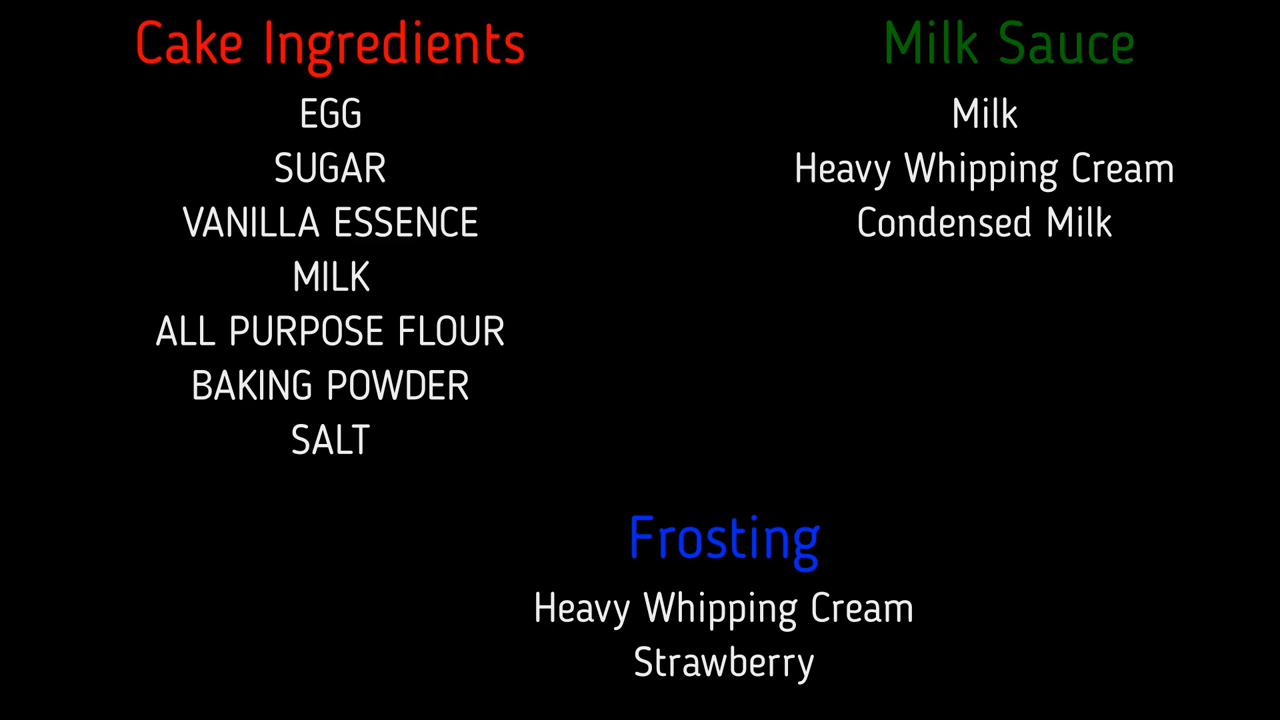 Cake Ingredients
EGG
SUGAR
VANILLA ESSENCE
MILK
ALL PURPOSE FLOUR
BAKING POWDER
SALT
Milk Sauce
Milk
Heavy Whipping Cream
Condensed Milk
Frosting
Heavy Whipping Cream
Strawberry